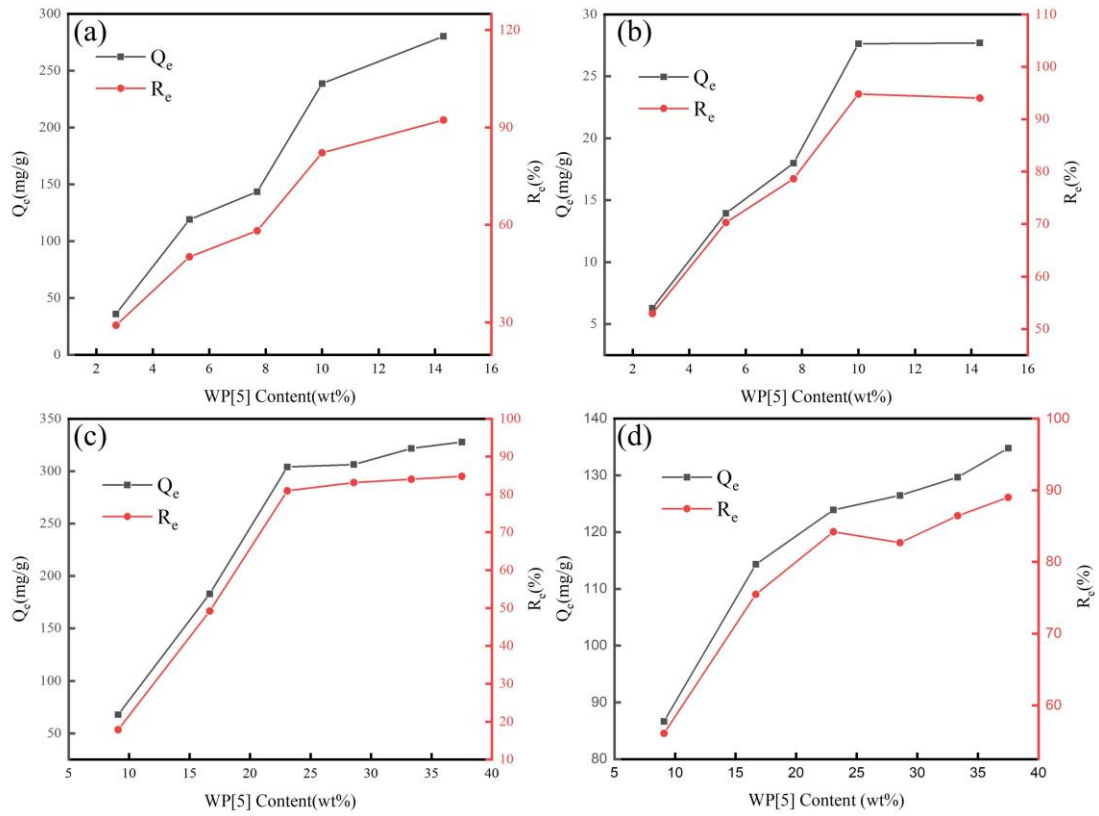 (a)
Qe
Re
300
250
200
150
100
50
0
Qe(mg/g)
120
90
60
30
Re(%)
2 4 6 8 10 12 14 16
WP[5] Content(wt%)
(b)
Qe
Re
30
26
22
18
15
10
5
Qe(mg/g)
110
100
90
80
70
60
50
Re(%)
2 4 6 8 10 12 14 16
WP[5] Content(wt%)
(c)
Qe
Re
350
300
250
200
150
100
50
Qe(mg/g)
100
90
80
70
60
50
40
30
20
10
Re(%)
5 10 15 20 25 30 35 40
WP[5] Content(wt%)
(d)
Qe
Re
140
130
120
110
100
90
80
Qe(mg/g)
100
90
80
70
60
Re(%)
5 10 15 20 25 30 35 40
WP[5] Content (wt%)